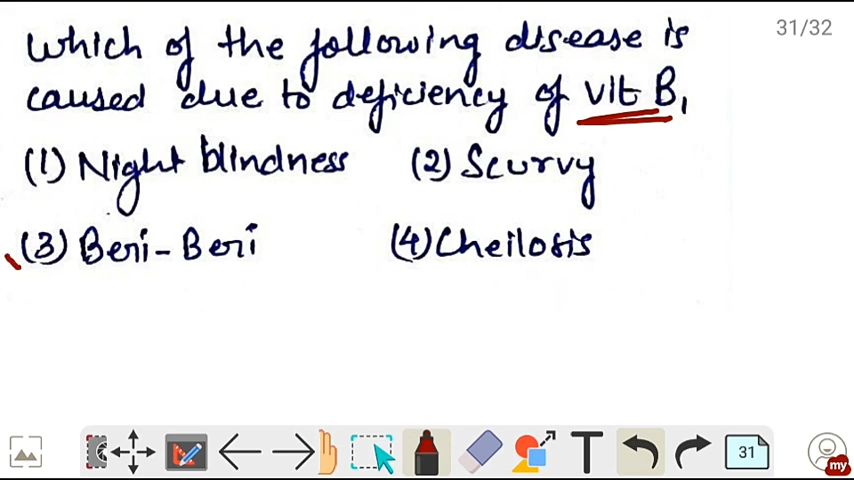 31/32
Which of the following disease is
caused due to deficiency of vit B1
(1) Night blindness (2) Scurvy
(3) Beri-Beri (4) Cheilosis
T 31
my